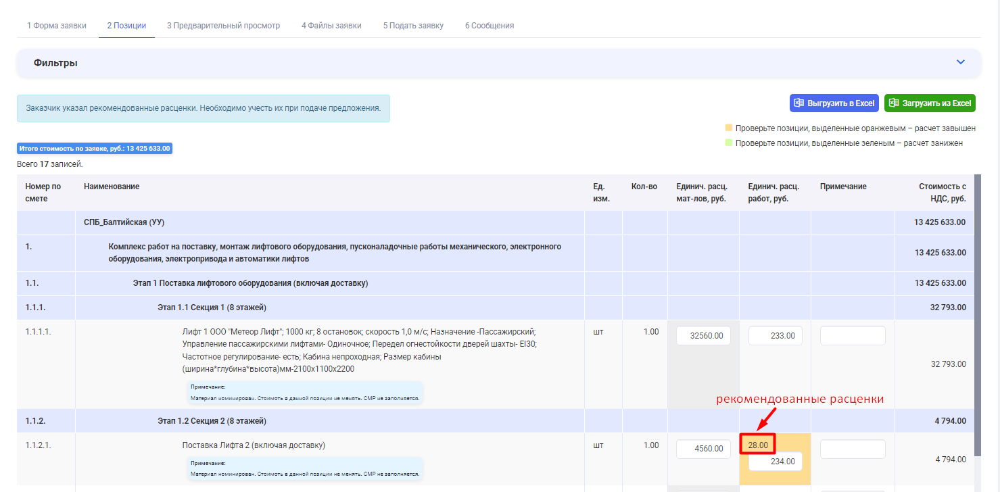 1 Форма заявки 2 Позиции 3 Предварительный просмотр 4 Файлы заявки 5 Подать заявку 6 Сообщения
Фильтры
Заказчик указал рекомендованные расценки. Необходимо учесть их при подаче предложения.
Выгрузить в Excel Загрузить из Excel
Проверьте позиции, выделенные оранжевым – расчет завышен
Проверьте позиции, выделенные зеленым – расчет занижен
Итого стоимость по заявке, руб.: 13 425 633.00
Всего 17 записей.
Номер по Наименование Ед. Кол-во Единич. расц. Единич. расц. Примечание Стоимость с
смете изм. мат-лов, руб. работ, руб. НДС, руб.
СПБ_Балтийская (УУ) 13 425 633.00
1. Комплекс работ на поставку, монтаж лифтового оборудования, пусконаладочные работы механического, электронного
оборудования, электропривода и автоматики лифтов 13 425 633.00
1.1. Этап 1 Поставка лифтового оборудования (включая доставку) 13 425 633.00
1.1.1. Этап 1.1 Секция 1 (8 этажей) 32 793.00
1.1.1.1. Лифт 1 ООО "Метеор Лифт"; 1000 кг; 8 остановок; скорость 1,0 м/с; Назначение -Пассажирский; шт 1.00 32560.00 233.00
Управление пассажирскими лифтами- Одиночное; Передел огнестойкости дверей шахты- EI30;
Частотное регулирование- есть; Кабина непроходная; Размер кабины
(ширина*глубина*высота)мм-2100х1100х2200 32 793.00
Примечание:
Материал номинирован. Стоимоть в данной позиции не менять. СМР не заполняется.
рекомендованные расценки
1.1.2. Этап 1.2 Секция 2 (8 этажей) 4 794.00
1.1.2.1. Поставка Лифта 2 (включая доставку) шт 1.00 4560.00 28.00
234.00 4 794.00
Примечание:
Материал номинирован. Стоимоть в данной позиции не менять. СМР не заполняется.